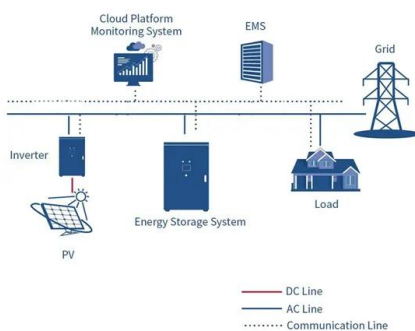 Cloud Platform
Monitoring System
EMS
Grid
Inverter
Energy Storage System
Load
PV
DC Line
AC Line
Communication Line